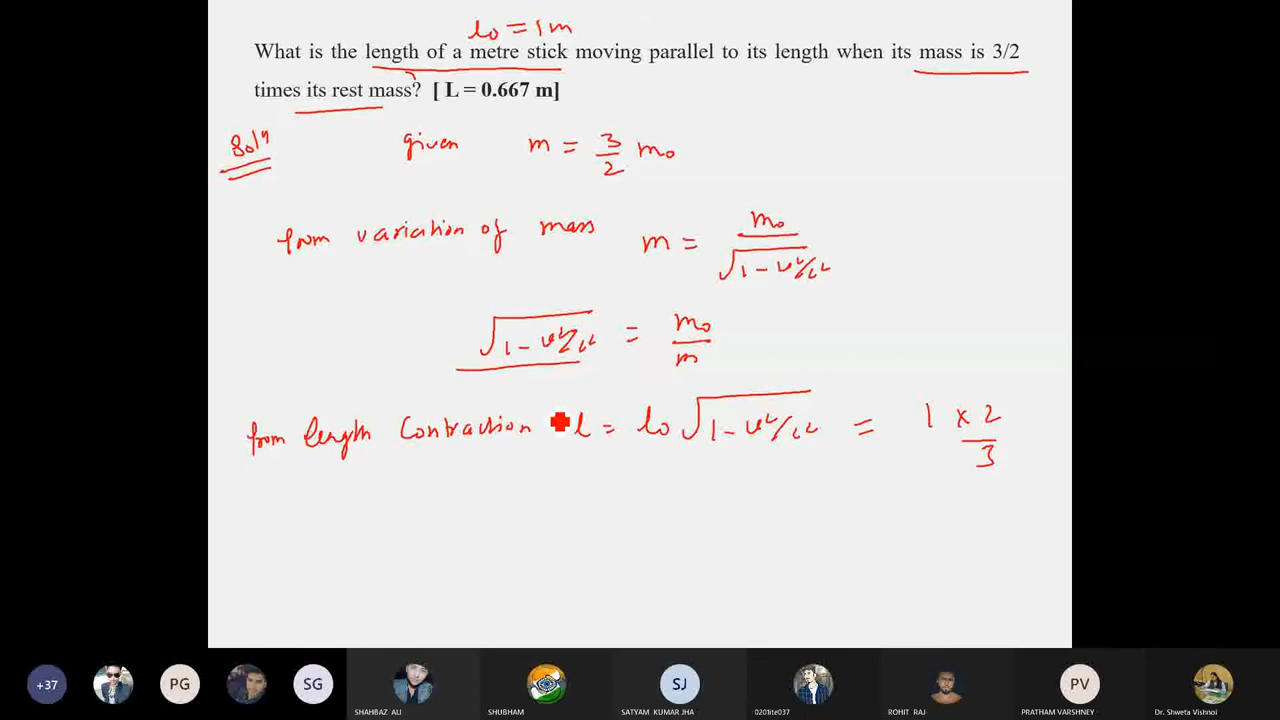 l₀ = 1m
What is the length of a metre stick moving parallel to its length when its mass is 3/2
times its rest mass? [ L = 0.667 m]
Solⁿ given m = 3/2 m₀
from variation of mass m = m₀/√1 - v²/c²
√1 - v²/c² = m₀/m
from length Contraction l = l₀ √1 - v²/c² = 1 x 2/3
+37 PG SG SJ PV
SHAHBAZ ALI SHUBHAM SATYAM KUMAR JHA 0201ite037 ROHIT RAJ PRATHAM VARSHNEY Dr. Shweta Vishnoi